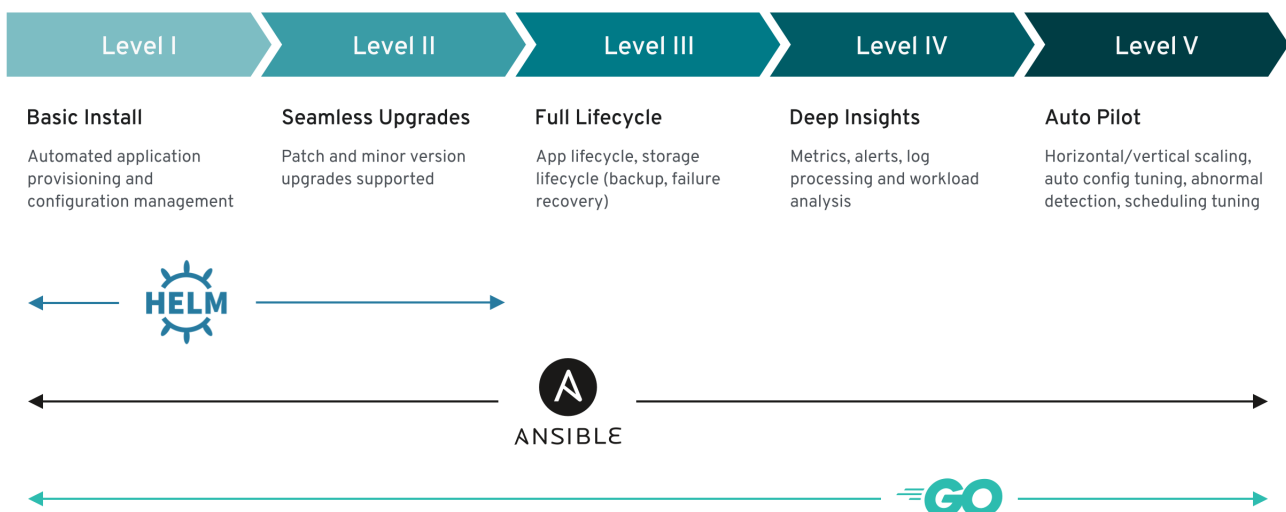 Level I
Level II
Level III
Level IV
Level V
Basic Install
Automated application
provisioning and
configuration management
Seamless Upgrades
Patch and minor version
upgrades supported
Full Lifecycle
App lifecycle, storage
lifecycle (backup, failure
recovery)
Deep Insights
Metrics, alerts, log
processing and workload
analysis
Auto Pilot
Horizontal/vertical scaling,
auto config tuning, abnormal
detection, scheduling tuning
HELM
A
ANSIBLE
GO